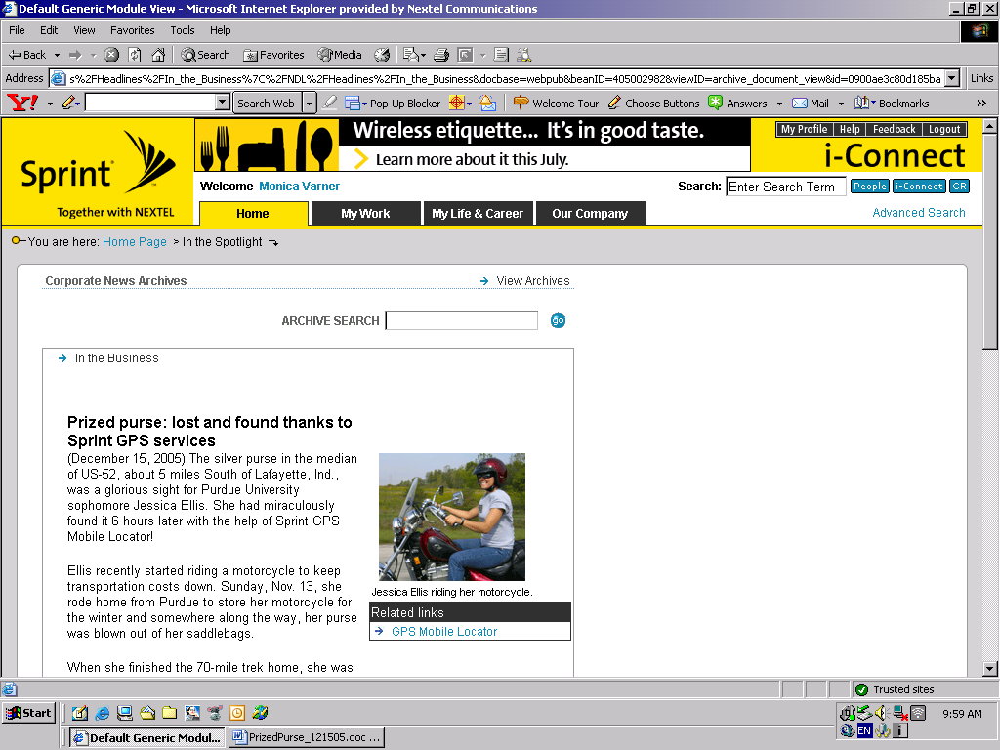 Default Generic Module View - Microsoft Internet Explorer provided by Nextel Communications
File Edit View Favorites Tools Help
Back Search Favorites Media
Address s%2FHeadlines%2FIn_the_Business%7C%2FNDL%2FHeadlines%2FIn_the_Business&docbase=webpub&beanID=405002982&viewID=archive_document_view&id=0900ae3c80d185ba Links
Y! Search Web Pop-Up Blocker Welcome Tour Choose Buttons Answers Mail Bookmarks »
Sprint
Together with NEXTEL
Wireless etiquette... It's in good taste.
Learn more about it this July.
My Profile Help Feedback Logout
i-Connect
Welcome Monica Varner
Search: Enter Search Term People i-Connect CR
Home My Work My Life & Career Our Company
Advanced Search
You are here: Home Page > In the Spotlight
Corporate News Archives View Archives
ARCHIVE SEARCH go
In the Business
Prized purse: lost and found thanks to
Sprint GPS services
(December 15, 2005) The silver purse in the median
of US-52, about 5 miles South of Lafayette, Ind.,
was a glorious sight for Purdue University
sophomore Jessica Ellis. She had miraculously
found it 6 hours later with the help of Sprint GPS
Mobile Locator!
Ellis recently started riding a motorcycle to keep
transportation costs down. Sunday, Nov. 13, she
rode home from Purdue to store her motorcycle for
the winter and somewhere along the way, her purse
was blown out of her saddlebags.
When she finished the 70-mile trek home, she was
Jessica Ellis riding her motorcycle.
Related links
GPS Mobile Locator
Trusted sites
Start
9:59 AM
Default Generic Modul...
PrizedPurse_121505.doc ...
EN